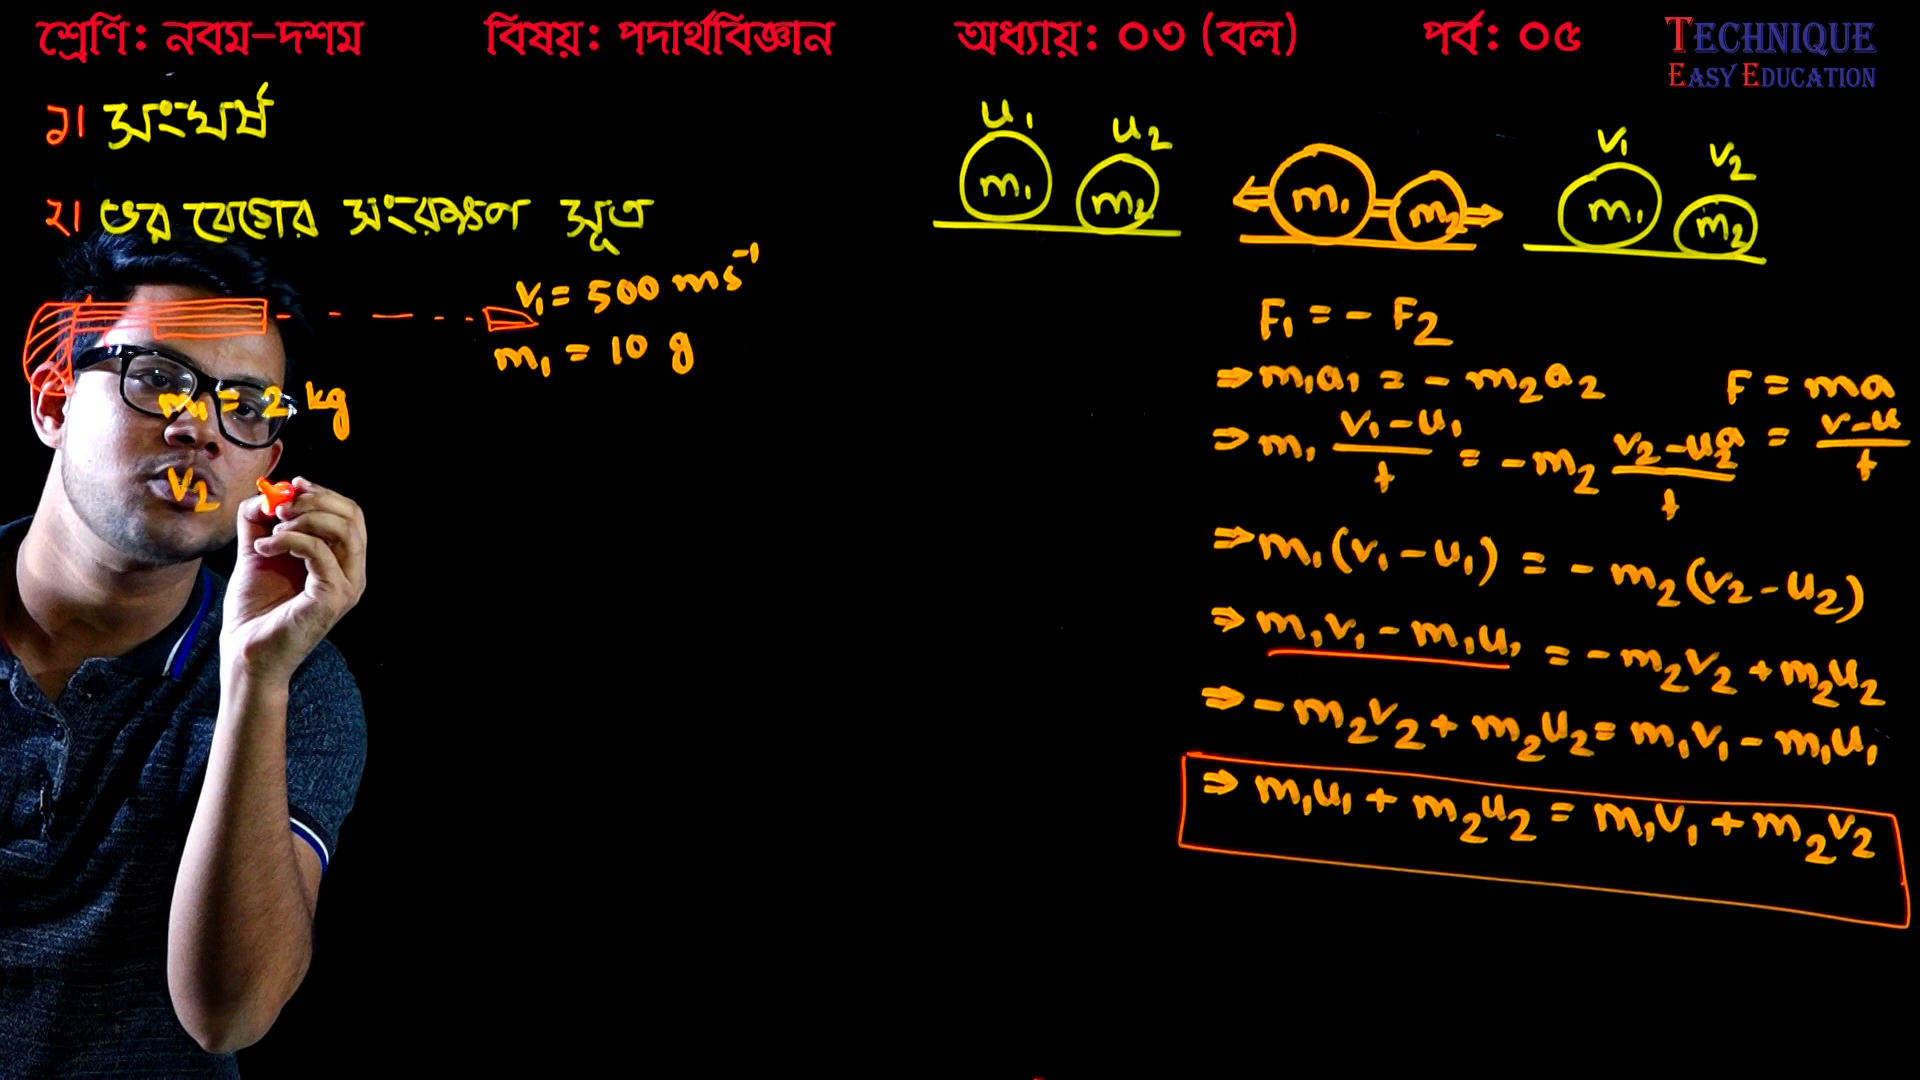 শ্রেণি: নবম-দশম বিষয়: পদার্থবিজ্ঞান অধ্যায়: ০৩ (বল) পর্ব: ০৫
TECHNIQUE
EASY EDUCATION
১। সংঘর্ষ
২। ভর বেগের সংরক্ষণ সূত্র
u₁ u₂ v₁ v₂
m₁ m₂ m₁ m₂ m₁ m₂
v₁ = 500 ms⁻¹
m₁ = 10 g
m₁ = 2 kg
v₂
F₁ = - F₂
⇒ m₁a₁ = - m₂a₂ F = ma
⇒ m₁ (v₁-u₁)/t = -m₂ (v₂-u₂)/t a = (v-u)/t
⇒ m₁(v₁-u₁) = - m₂(v₂-u₂)
⇒ m₁v₁ - m₁u₁ = -m₂v₂ + m₂u₂
⇒ -m₂v₂ + m₂u₂ = m₁v₁ - m₁u₁
⇒ m₁u₁ + m₂u₂ = m₁v₁ + m₂v₂